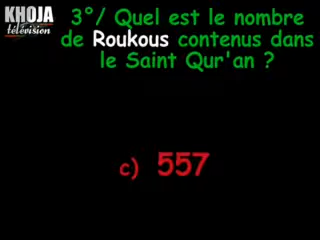 KHOJA
télévision
3°/ Quel est le nombre
de Roukous contenus dans
le Saint Qur'an ?
c) 557